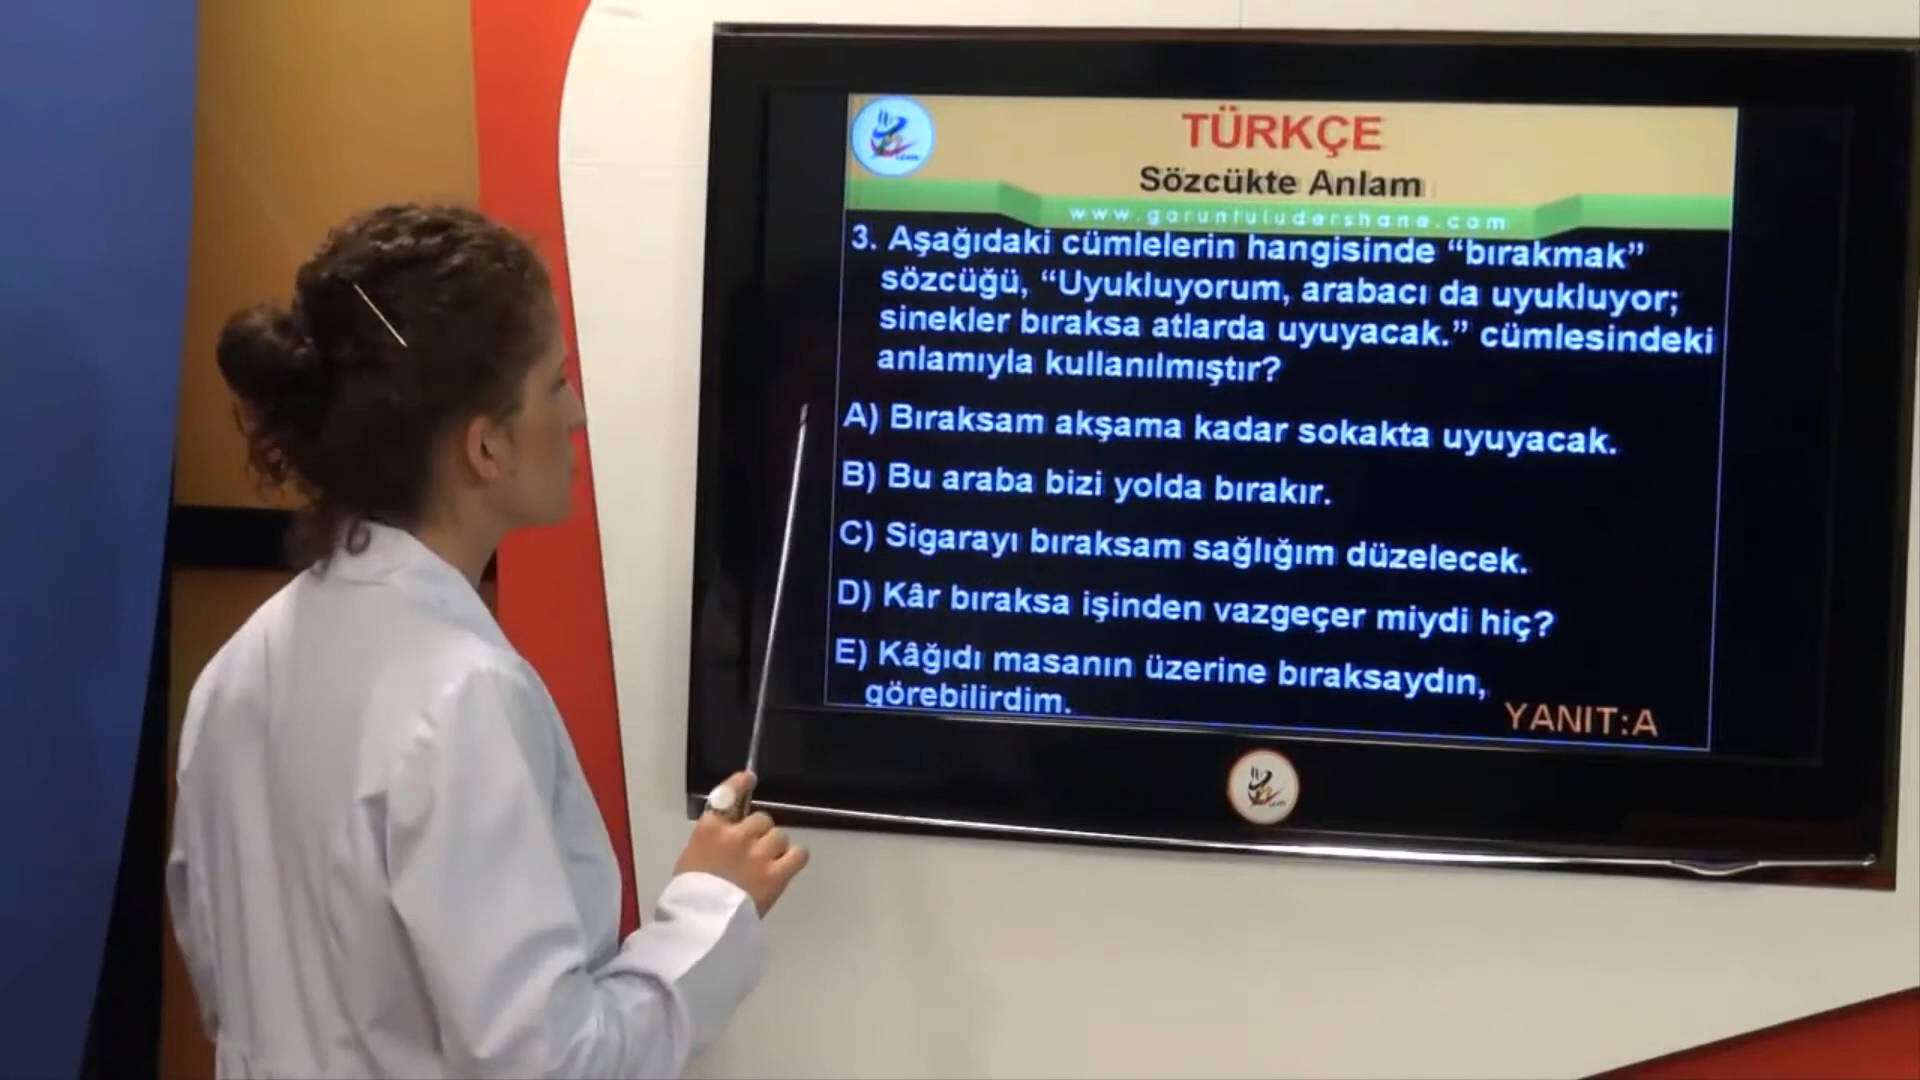 TÜRKÇE
Sözcükte Anlam
www.goruntuludershane.com
3. Aşağıdaki cümlelerin hangisinde “bırakmak”
sözcüğü, “Uyukluyorum, arabacı da uyukluyor;
sinekler bıraksa atlarda uyuyacak.” cümlesindeki
anlamıyla kullanılmıştır?
A) Bıraksam akşama kadar sokakta uyuyacak.
B) Bu araba bizi yolda bırakır.
C) Sigarayı bıraksam sağlığım düzelecek.
D) Kâr bıraksa işinden vazgeçer miydi hiç?
E) Kâğıdı masanın üzerine bıraksaydın,
görebilirdim.
YANIT:A